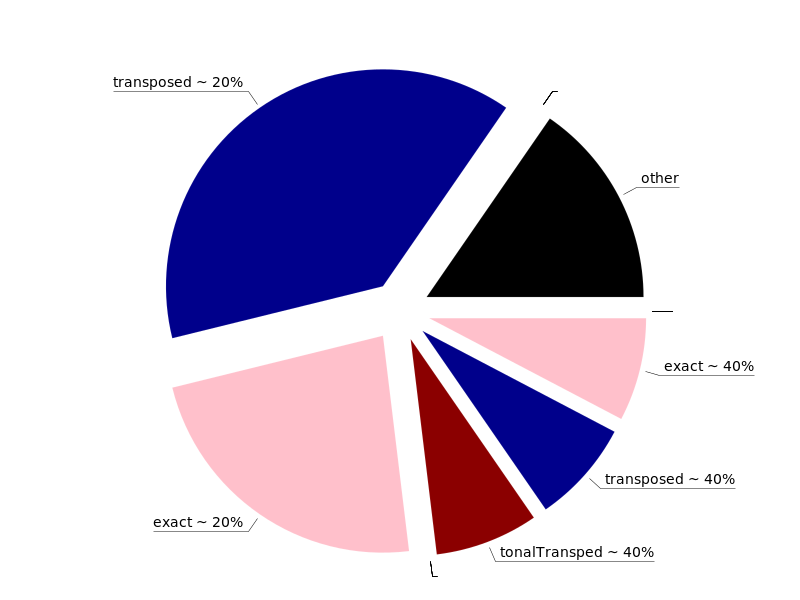 transposed ~ 20%
other
exact ~ 40%
transposed ~ 40%
exact ~ 20%
tonalTransped ~ 40%